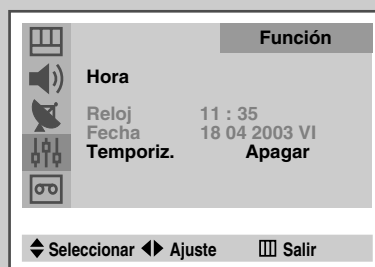 Función
Hora
Reloj 11 : 35
Fecha 18 04 2003 VI
Temporiz. Apagar
Seleccionar Ajuste Salir